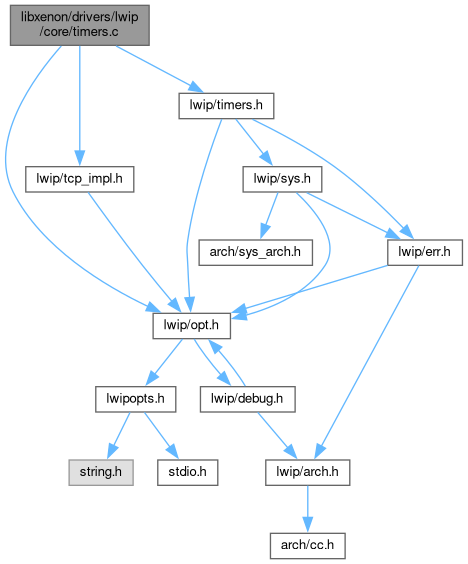 libxenon/drivers/lwip
/core/timers.c
lwip/timers.h
lwip/tcp_impl.h
lwip/sys.h
arch/sys_arch.h
lwip/err.h
lwip/opt.h
lwipopts.h
lwip/debug.h
string.h
stdio.h
lwip/arch.h
arch/cc.h